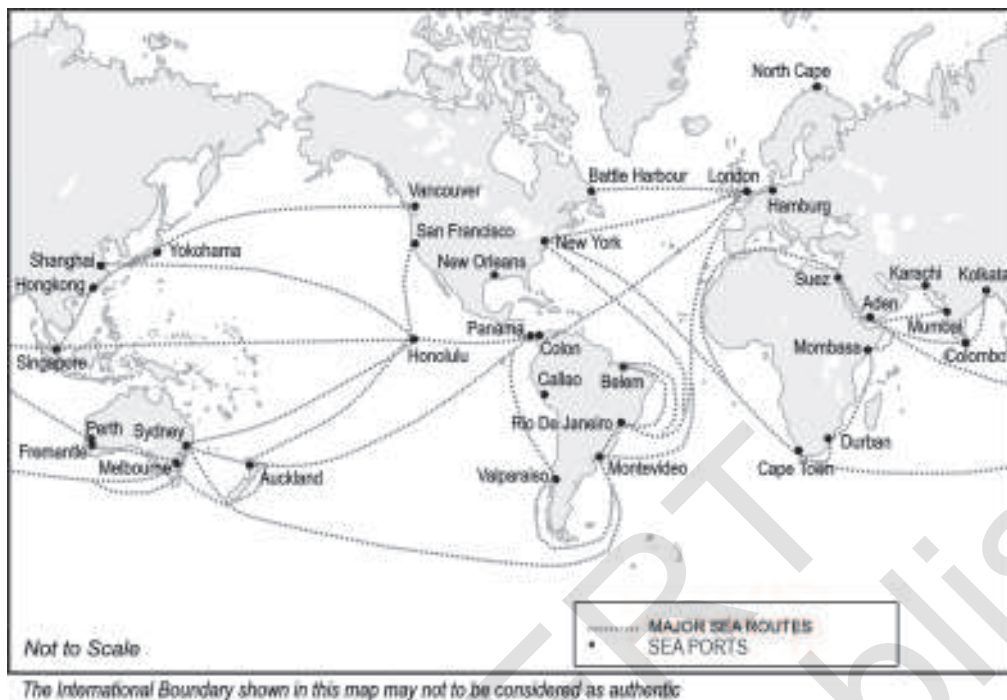 North Cape
Battle Harbour
London
Hamburg
Vancouver
San Francisco
New York
New Orleans
Yokohama
Shanghai
Hongkong
Singapore
Suez
Karachi
Kolkata
Aden
Mumbai
Colombo
Mombasa
Panama
Colon
Honolulu
Callao
Belem
Rio De Janeiro
Perth
Sydney
Fremantle
Melbourne
Auckland
Valparaiso
Montevideo
Durban
Cape Town
MAJOR SEA ROUTES
SEA PORTS
Not to Scale
The International Boundary shown in this map may not to be considered as authentic